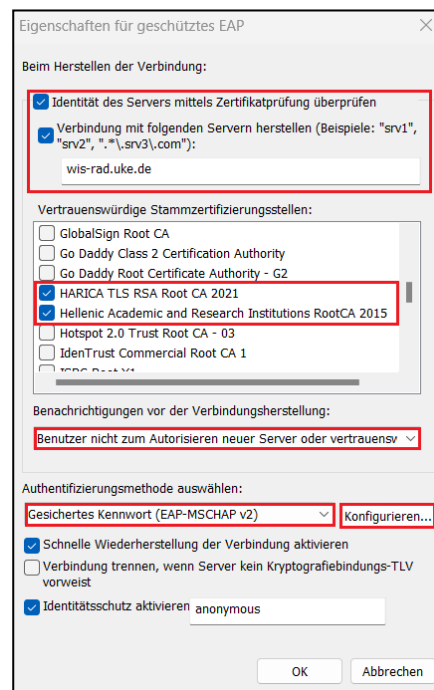 Eigenschaften für geschütztes EAP
Beim Herstellen der Verbindung:
Identität des Servers mittels Zertifikatprüfung überprüfen
Verbindung mit folgenden Servern herstellen (Beispiele: "srv1",
"srv2", ".*\.srv3\.com"):
wis-rad.uke.de
Vertrauenswürdige Stammzertifizierungsstellen:
GlobalSign Root CA
Go Daddy Class 2 Certification Authority
Go Daddy Root Certificate Authority - G2
HARICA TLS RSA Root CA 2021
Hellenic Academic and Research Institutions RootCA 2015
Hotspot 2.0 Trust Root CA - 03
IdenTrust Commercial Root CA 1
ISRG Root X1
Benachrichtigungen vor der Verbindungsherstellung:
Benutzer nicht zum Autorisieren neuer Server oder vertrauensv
Authentifizierungsmethode auswählen:
Gesichertes Kennwort (EAP-MSCHAP v2)
Konfigurieren...
Schnelle Wiederherstellung der Verbindung aktivieren
Verbindung trennen, wenn Server kein Kryptografiebindungs-TLV
vorweist
Identitätsschutz aktivieren
anonymous
OK
Abbrechen